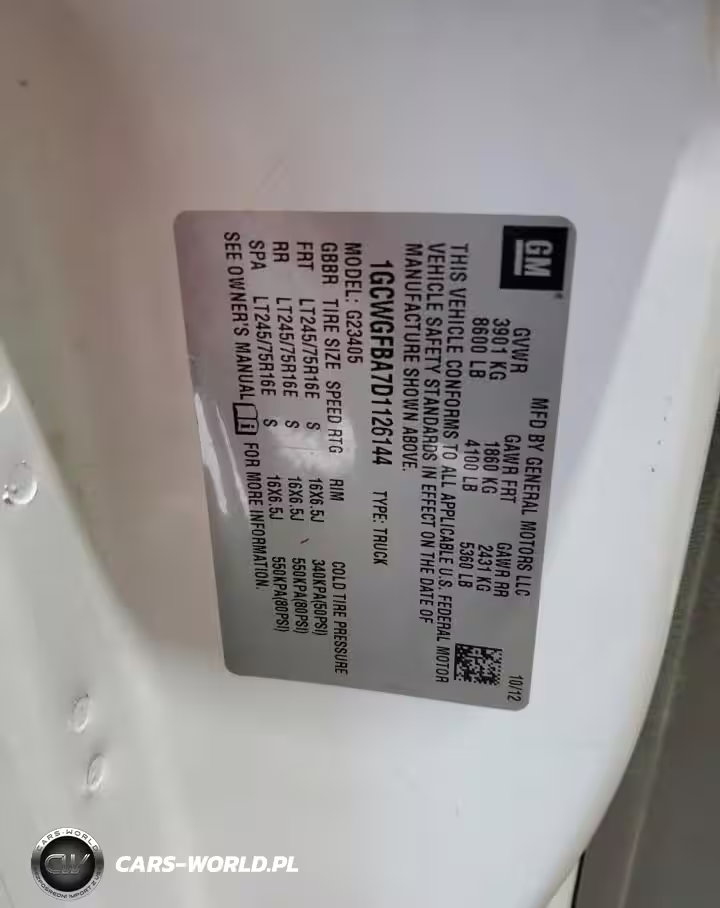 GM
MFD BY GENERAL MOTORS LLC
10/12
GVWR GAWR FRT GAWR RR
3901 KG 1860 KG 2431 KG
8600 LB 4100 LB 5360 LB
THIS VEHICLE CONFORMS TO ALL APPLICABLE U.S. FEDERAL MOTOR
VEHICLE SAFETY STANDARDS IN EFFECT ON THE DATE OF
MANUFACTURE SHOWN ABOVE.
1GCWGFBA7D1126144 TYPE: TRUCK
MODEL: G23405
GBBR TIRE SIZE SPEED RTG RIM COLD TIRE PRESSURE
FRT LT245/75R16E S 16X6.5J 340KPA(50PSI)
RR LT245/75R16E S 16X6.5J 550KPA(80PSI)
SPA LT245/75R16E S 16X6.5J 550KPA(80PSI)
SEE OWNER'S MANUAL FOR MORE INFORMATION.
CARS-WORLD
CW
CARS-WORLD.PL